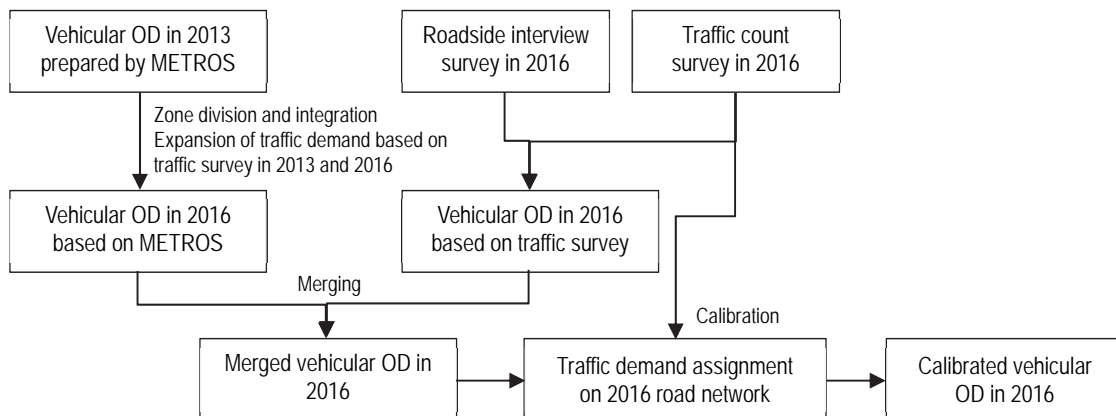 Vehicular OD in 2013
prepared by METROS
Roadside interview
survey in 2016
Traffic count
survey in 2016
Zone division and integration
Expansion of traffic demand based on
traffic survey in 2013 and 2016
Vehicular OD in 2016
based on METROS
Vehicular OD in 2016
based on traffic survey
Merging
Calibration
Merged vehicular OD in
2016
Traffic demand assignment
on 2016 road network
Calibrated vehicular
OD in 2016